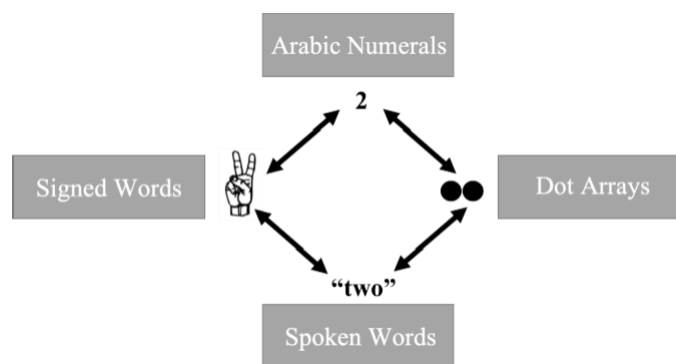 Arabic Numerals
2
Signed Words
Dot Arrays
“two”
Spoken Words